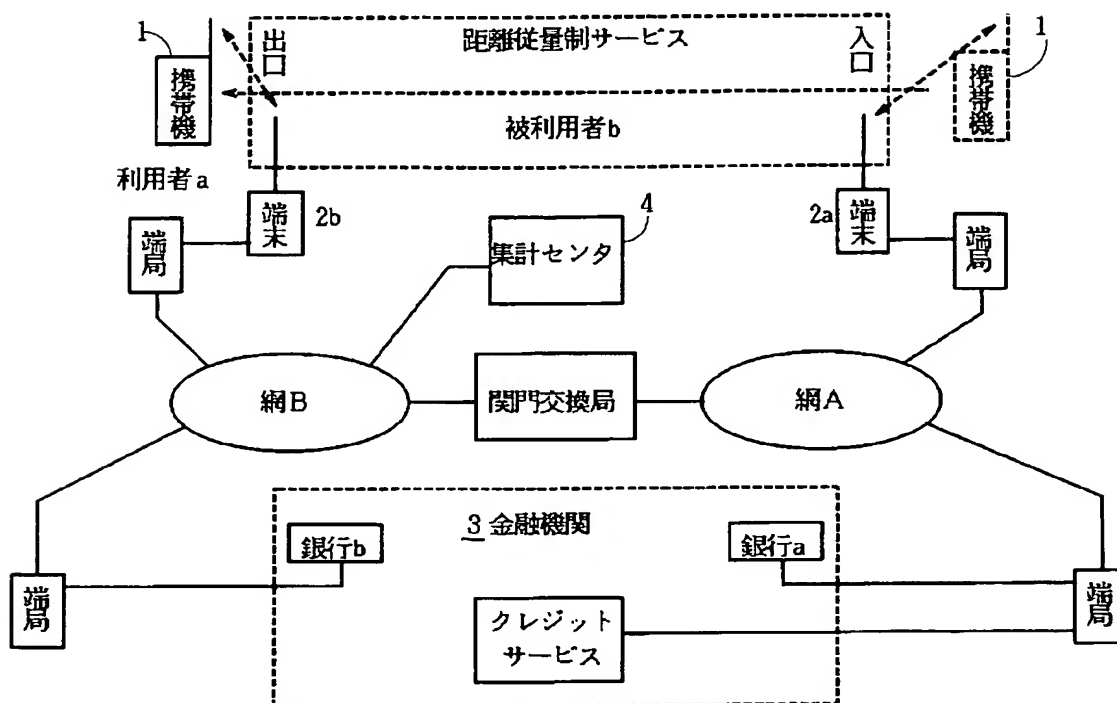 1
出口
距離従量制サービス
入口
1
携帯機
携帯機
被利用者b
利用者a
端末
2b
4
2a
端末
端局
集計センタ
端局
網B
関門交換局
網A
3 金融機関
銀行b
銀行a
端局
クレジット
サービス
端局